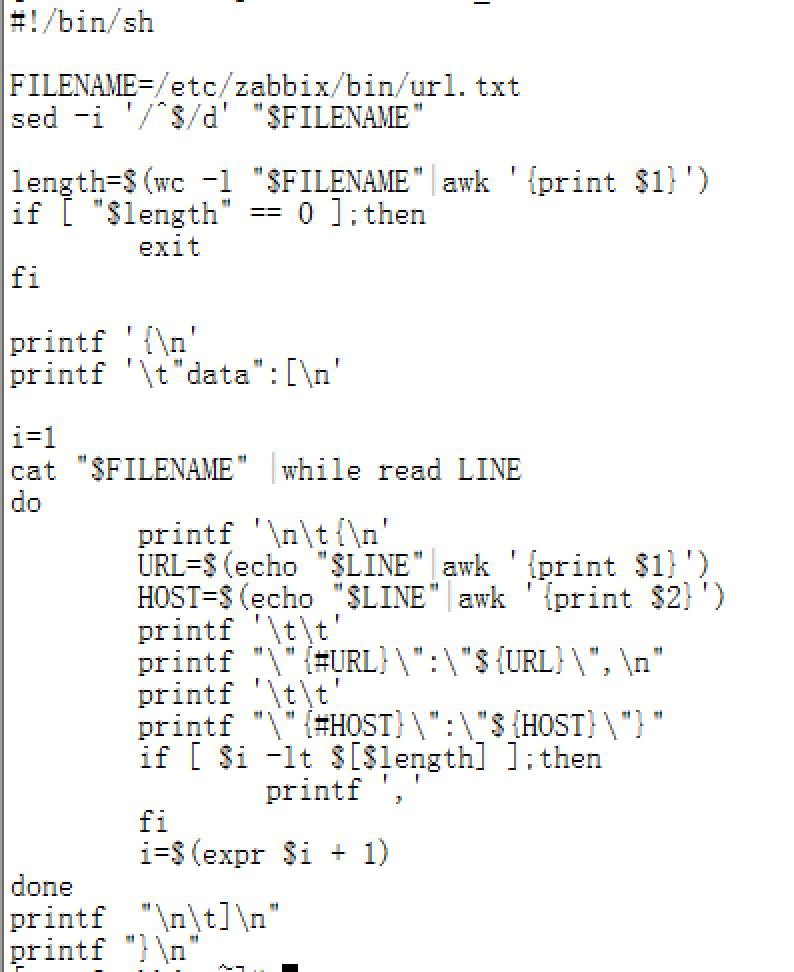 #!/bin/sh

FILENAME=/etc/zabbix/bin/url.txt
sed -i '/^$/d' "$FILENAME"

length=$(wc -l "$FILENAME"|awk '{print $1}')
if [ "$length" == 0 ];then
        exit
fi

printf '{\n'
printf '\t"data":[\n'

i=1
cat "$FILENAME" |while read LINE
do
        printf '\n\t{\n'
        URL=$(echo "$LINE"|awk '{print $1}')
        HOST=$(echo "$LINE"|awk '{print $2}')
        printf '\t\t'
        printf "\"{#URL}\":\"${URL}\",\n"
        printf '\t\t'
        printf "\"{#HOST}\":\"${HOST}\"}"
        if [ $i -lt $[$length] ];then
                printf ','
        fi
        i=$(expr $i + 1)
done
printf  "\n\t]\n"
printf "}\n"